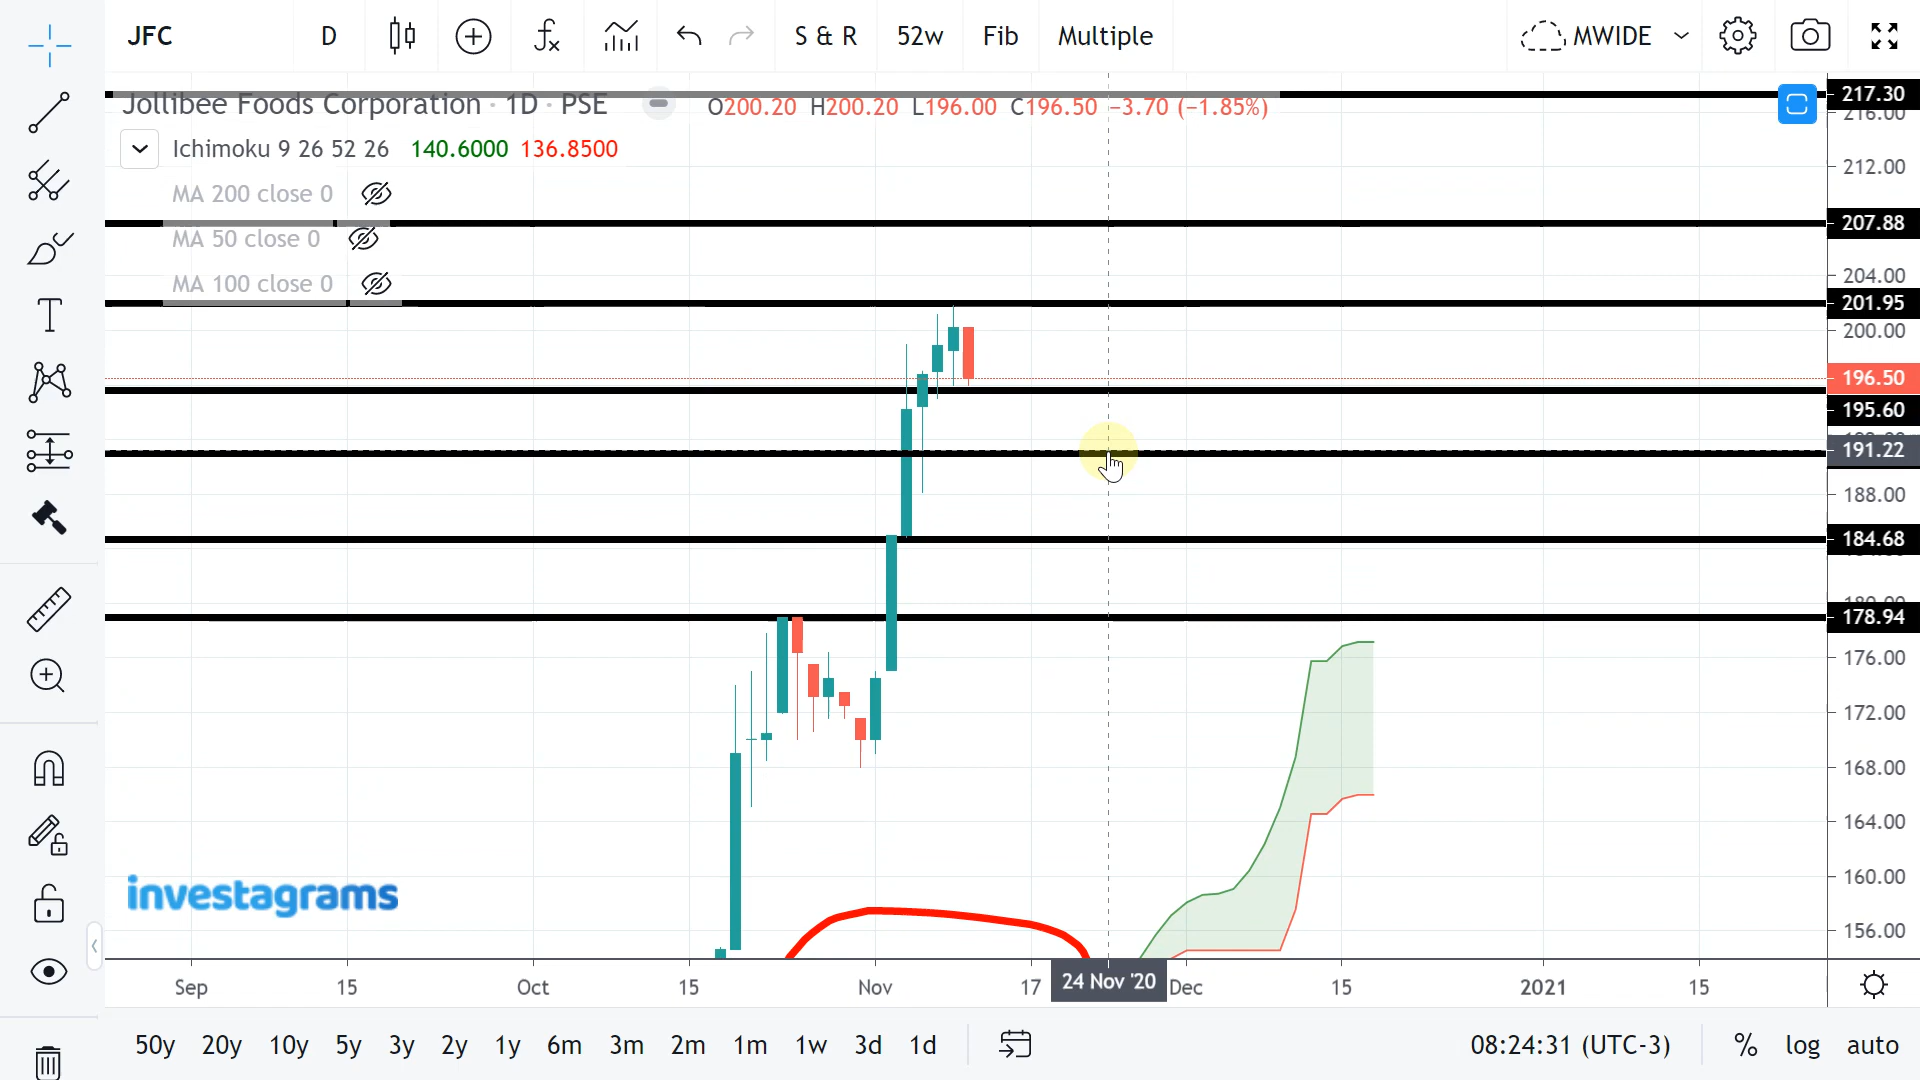 JFC D S & R 52w Fib Multiple MWIDE
Jollibee Foods Corporation · 1D · PSE O200.20 H200.20 L196.00 C196.50 −3.70 (−1.85%)
Ichimoku 9 26 52 26 140.6000 136.8500
MA 200 close 0
MA 50 close 0
MA 100 close 0
217.30
216.00
212.00
207.88
204.00
201.95
200.00
196.50
195.60
191.22
188.00
184.68
180.00
178.94
176.00
172.00
168.00
164.00
160.00
156.00
investagrams
Sep 15 Oct 15 Nov 17 24 Nov '20 Dec 15 2021 15
50y 20y 10y 5y 3y 2y 1y 6m 3m 2m 1m 1w 3d 1d 08:24:31 (UTC-3) % log auto